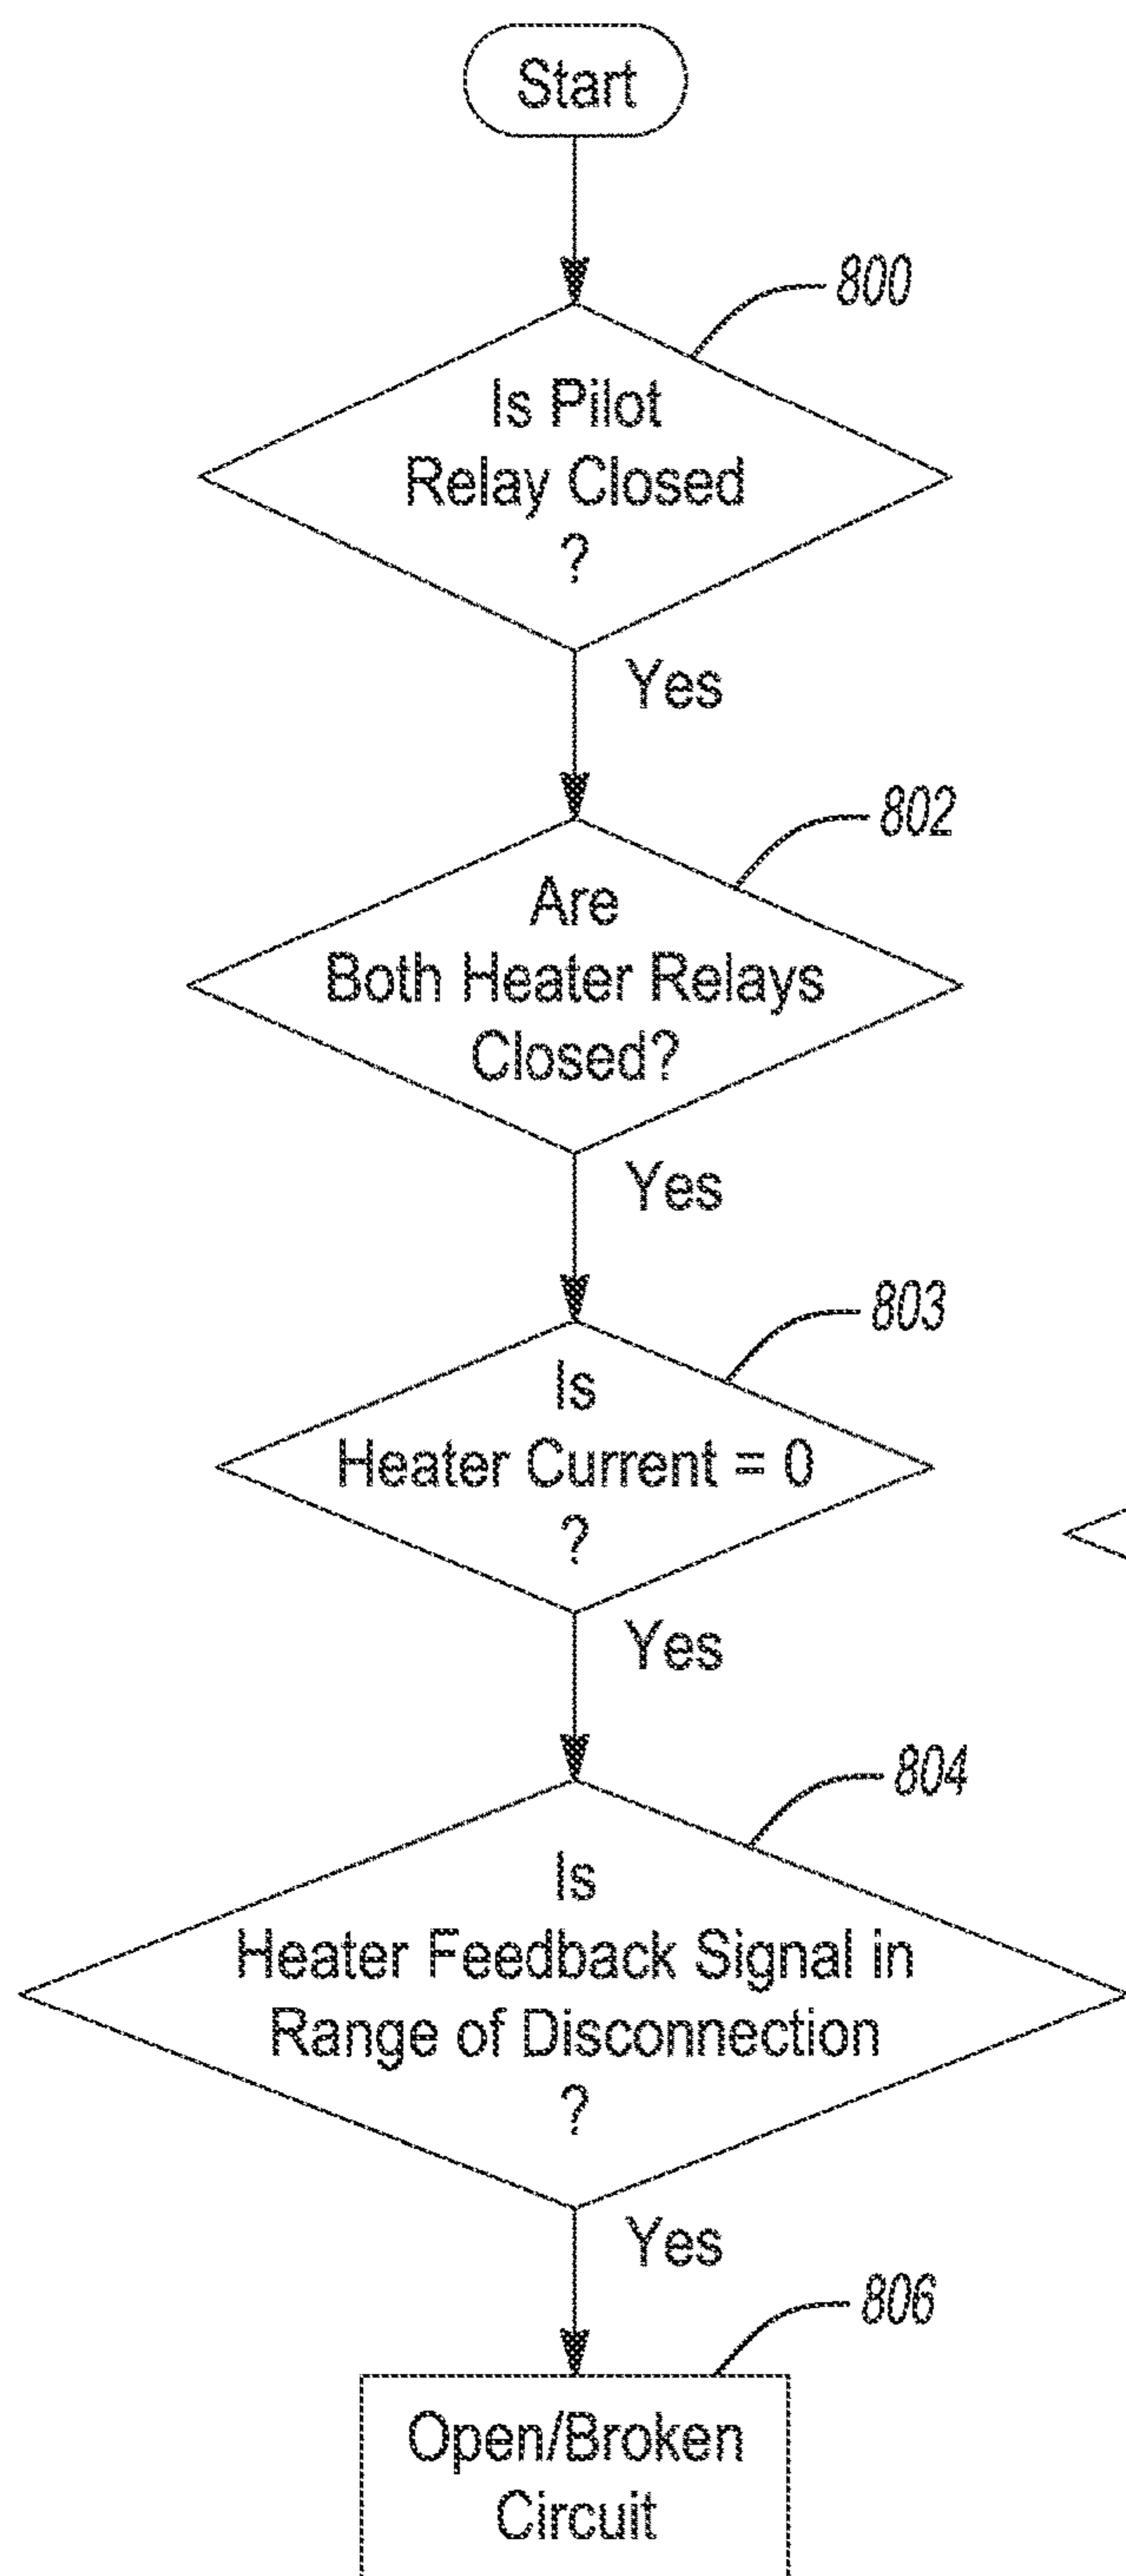 Start
800
Is Pilot
Relay Closed
?
Yes
802
Are
Both Heater Relays
Closed?
Yes
803
Is
Heater Current = 0
?
Yes
804
Is
Heater Feedback Signal in
Range of Disconnection
?
Yes
806
Open/Broken
Circuit